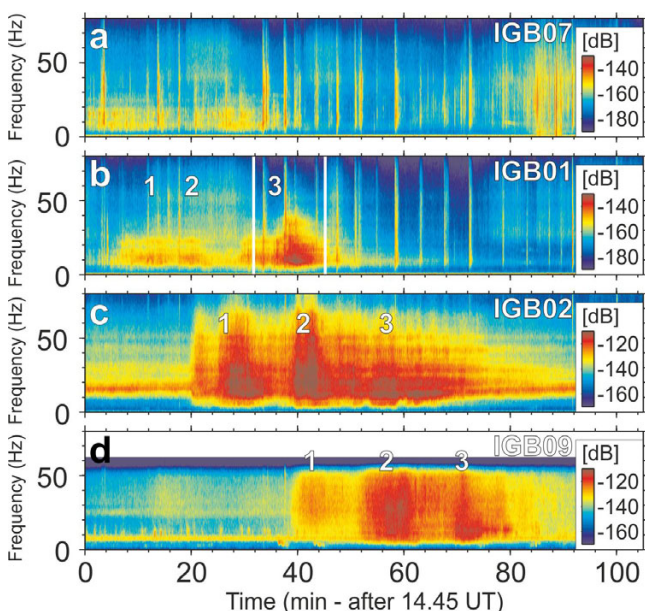 Frequency (Hz)
50
0
a
IGB07
[dB]
-140
-160
-180
Frequency (Hz)
50
0
b
1
2
3
IGB01
[dB]
-140
-160
-180
Frequency (Hz)
50
0
c
1
2
3
IGB02
[dB]
-120
-140
-160
Frequency (Hz)
50
0
d
1
2
3
IGB09
[dB]
-120
-140
-160
0 20 40 60 80 100
Time (min - after 14.45 UT)